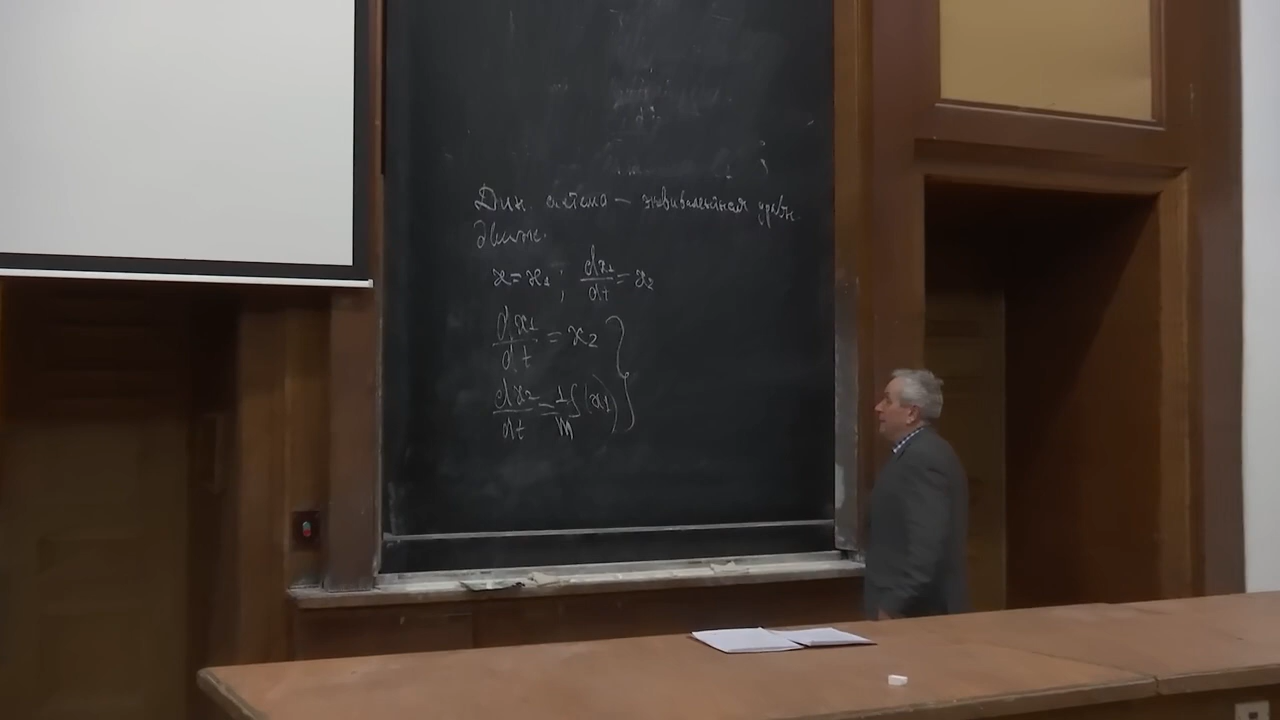 Дин. система – эквивалентная уравн.
движ.
x = x₁ ; dx₁/dt = x₂
dx₁/dt = x₂
dx₂/dt = 1/m f(x₁) }